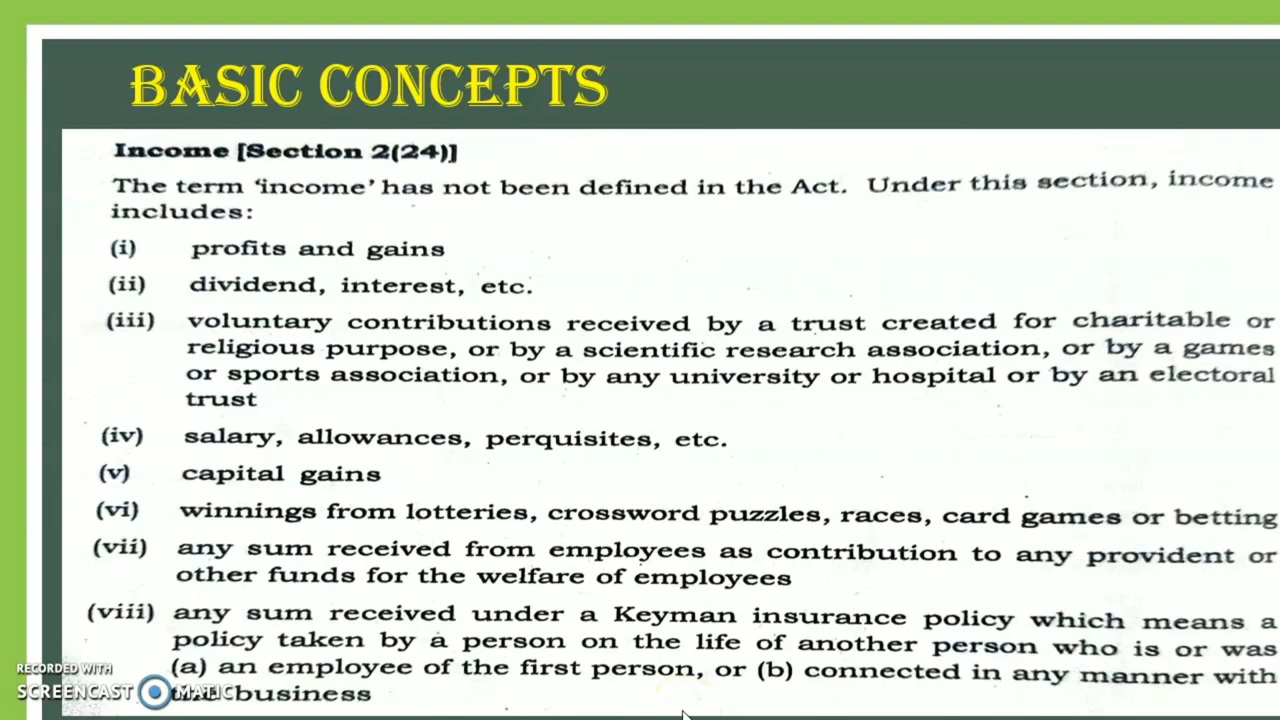 BASIC CONCEPTS
Income [Section 2(24)]
The term 'income' has not been defined in the Act. Under this section, income
includes:
(i) profits and gains
(ii) dividend, interest, etc.
(iii) voluntary contributions received by a trust created for charitable or
religious purpose, or by a scientific research association, or by a games
or sports association, or by any university or hospital or by an electoral
trust
(iv) salary, allowances, perquisites, etc.
(v) capital gains
(vi) winnings from lotteries, crossword puzzles, races, card games or betting
(vii) any sum received from employees as contribution to any provident or
other funds for the welfare of employees
(viii) any sum received under a Keyman insurance policy which means a
policy taken by a person on the life of another person who is or was
(a) an employee of the first person, or (b) connected in any manner with
business
RECORDED WITH
SCREENCAST MATIC